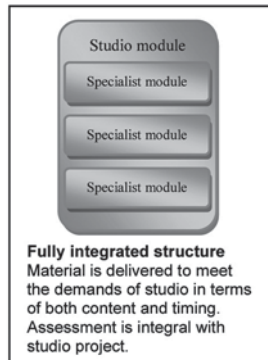 Studio module
Specialist module
Specialist module
Specialist module
Fully integrated structure
Material is delivered to meet
the demands of studio in terms
of both content and timing.
Assessment is integral with
studio project.